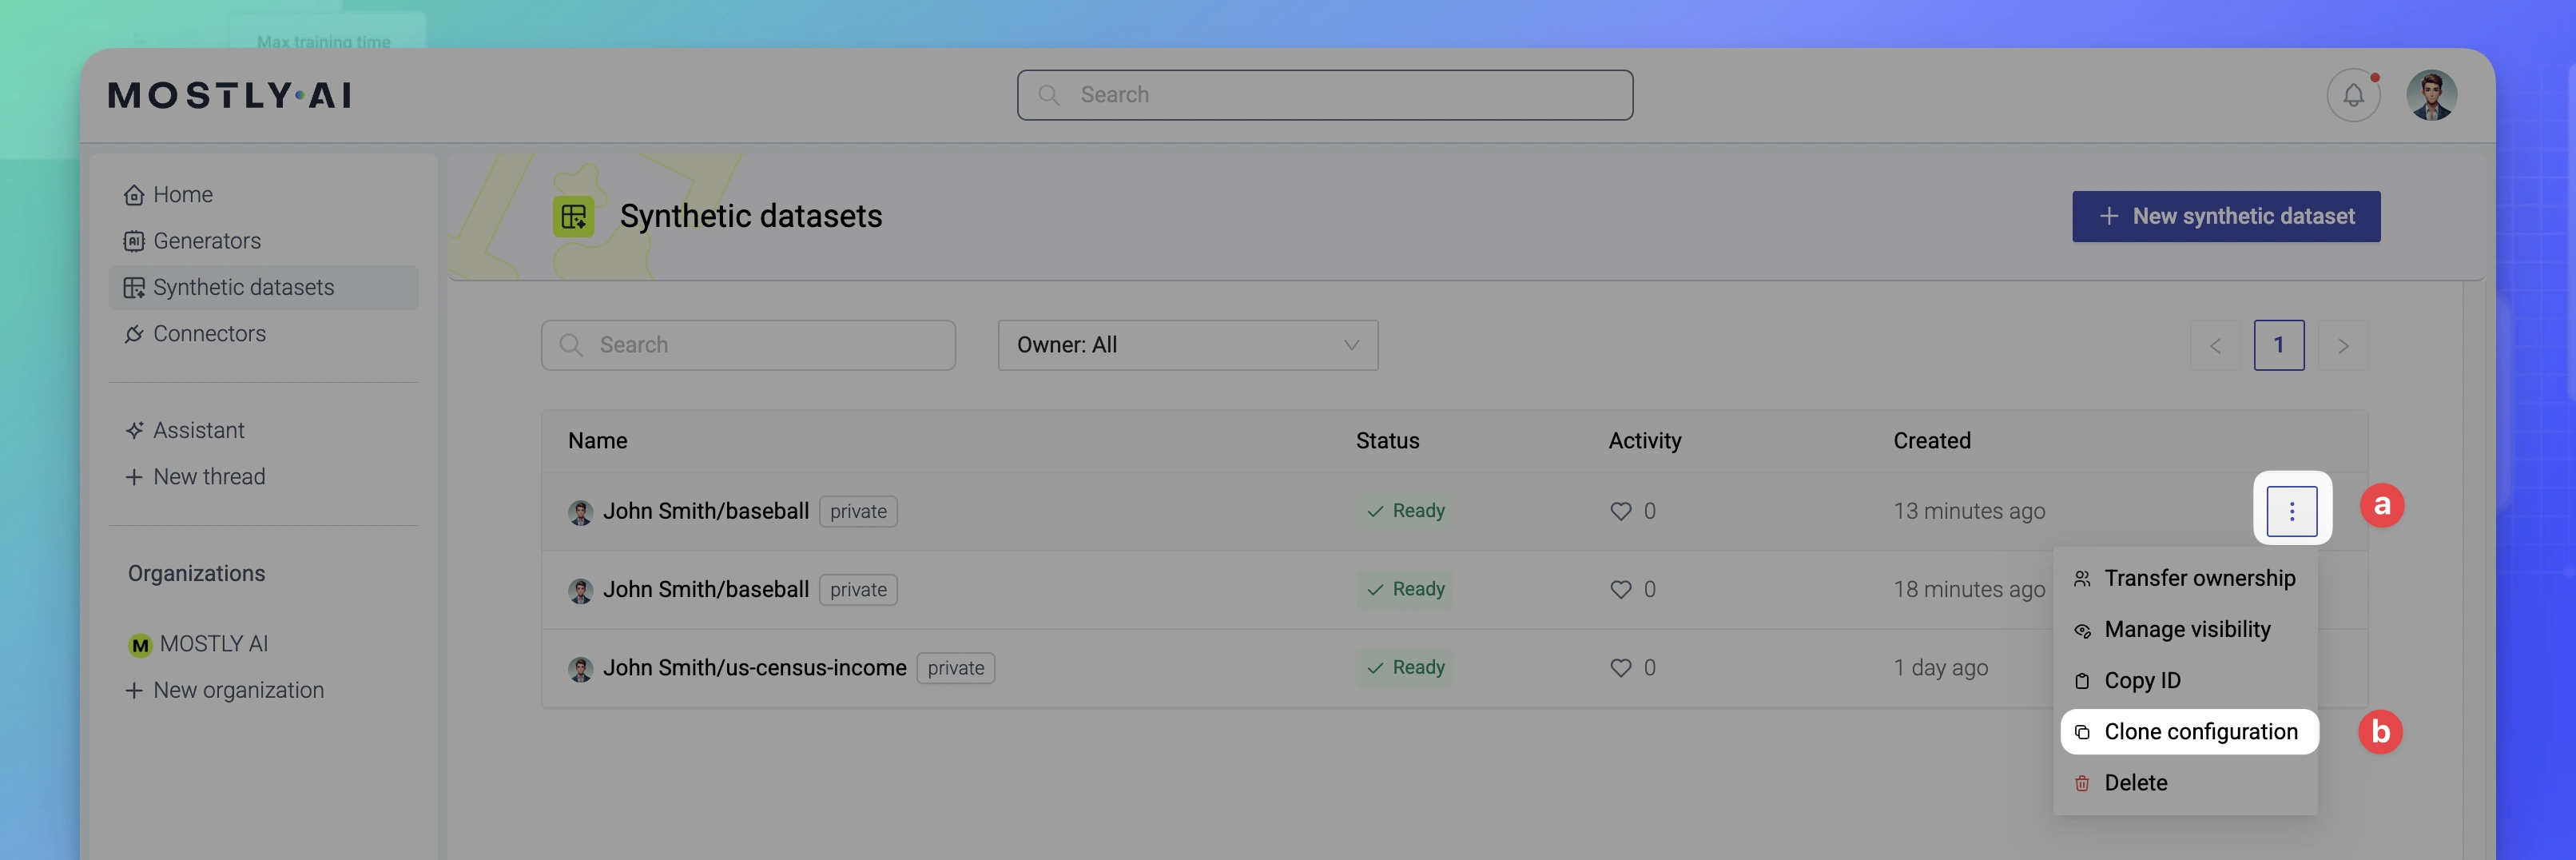 Max training time
MOSTLY AI
Search
Home
Generators
Synthetic datasets
Connectors
Assistant
New thread
Organizations
M MOSTLY AI
New organization
Synthetic datasets
New synthetic dataset
Search
Owner: All
1
Name Status Activity Created
John Smith/baseball private Ready 0 13 minutes ago
a
John Smith/baseball private Ready 0 18 minutes ago
John Smith/us-census-income private Ready 0 1 day ago
Transfer ownership
Manage visibility
Copy ID
Clone configuration
b
Delete